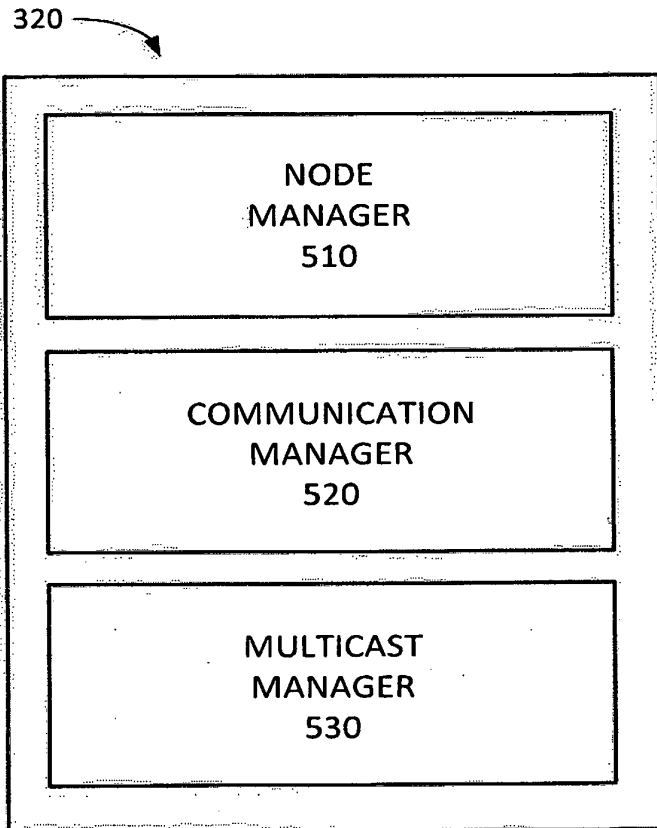 320
NODE
MANAGER
510
COMMUNICATION
MANAGER
520
MULTICAST
MANAGER
530